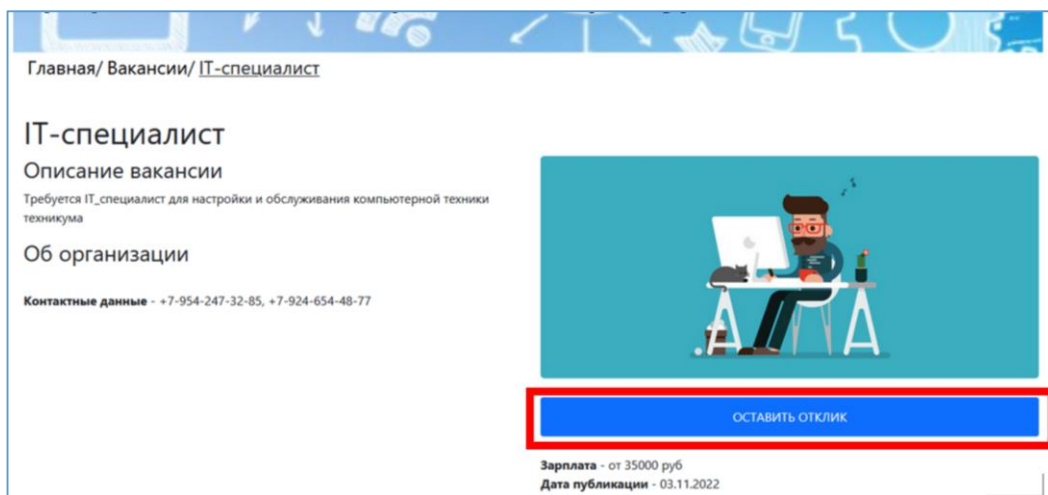 Главная/ Вакансии/ IT-специалист
IT-специалист
Описание вакансии
Требуется IT_специалист для настройки и обслуживания компьютерной техники
техникума
Об организации
Контактные данные - +7-954-247-32-85, +7-924-654-48-77
ОСТАВИТЬ ОТКЛИК
Зарплата - от 35000 руб
Дата публикации - 03.11.2022